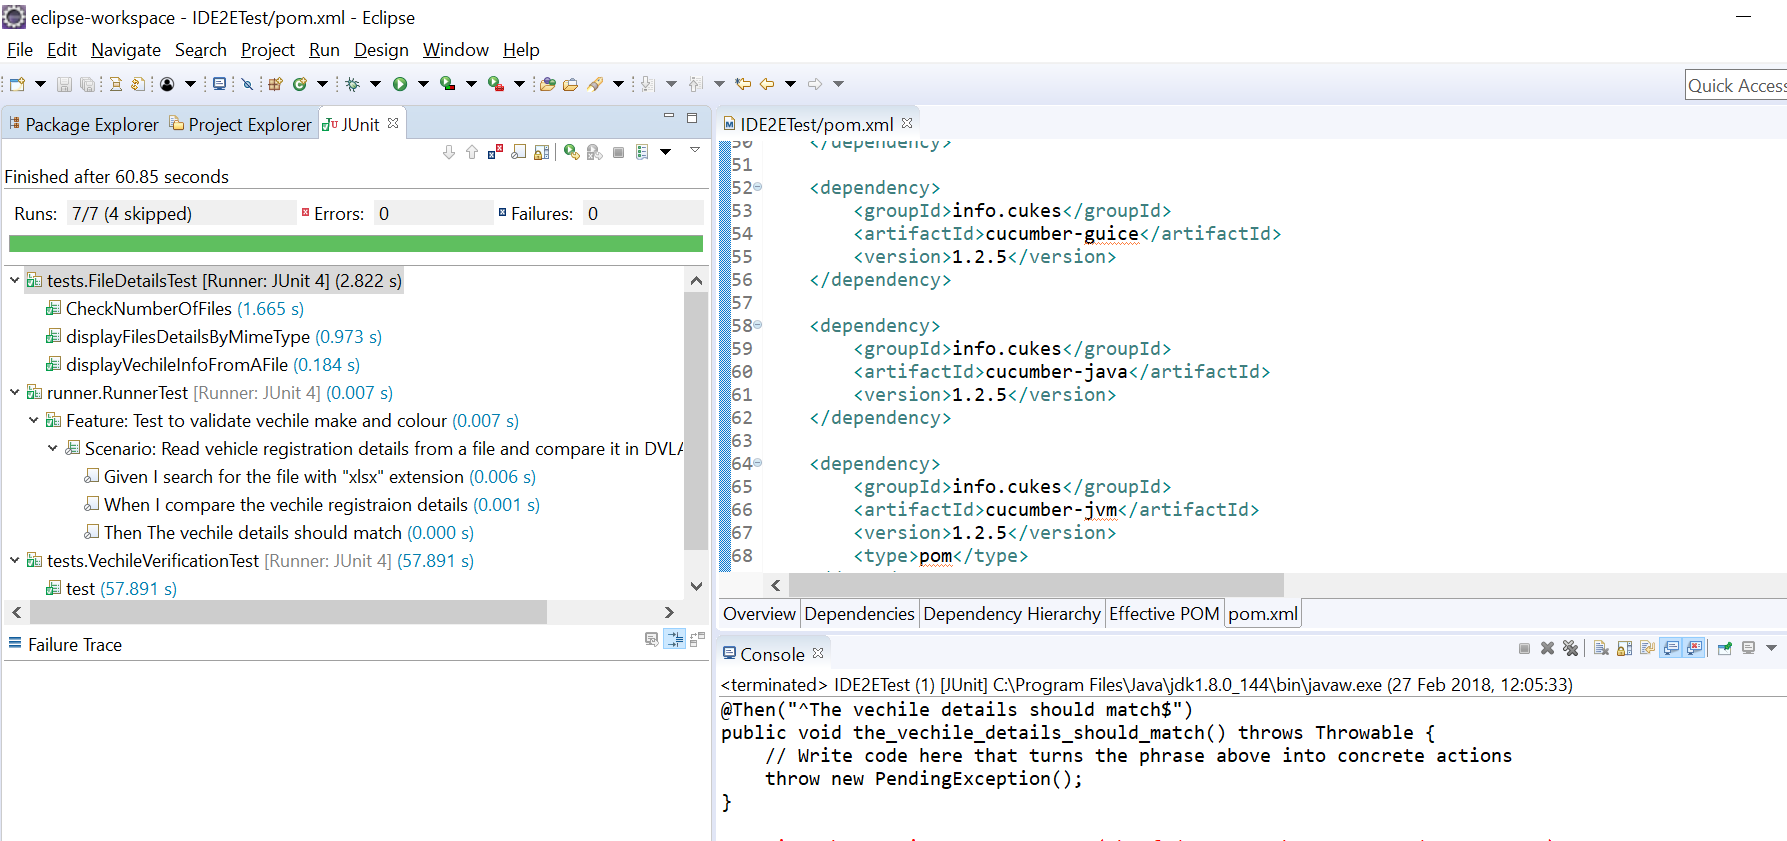 eclipse-workspace - IDE2ETest/pom.xml - Eclipse
File Edit Navigate Search Project Run Design Window Help
Quick Access
Package Explorer Project Explorer JUnit
Finished after 60.85 seconds
Runs: 7/7 (4 skipped) Errors: 0 Failures: 0
tests.FileDetailsTest [Runner: JUnit 4] (2.822 s)
CheckNumberOfFiles (1.665 s)
displayFilesDetailsByMimeType (0.973 s)
displayVechileInfoFromAFile (0.184 s)
runner.RunnerTest [Runner: JUnit 4] (0.007 s)
Feature: Test to validate vechile make and colour (0.007 s)
Scenario: Read vehicle registration details from a file and compare it in DVLA
Given I search for the file with "xlsx" extension (0.006 s)
When I compare the vechile registraion details (0.001 s)
Then The vechile details should match (0.000 s)
tests.VechileVerificationTest [Runner: JUnit 4] (57.891 s)
test (57.891 s)
Failure Trace
IDE2ETest/pom.xml
50 </dependency>
51
52 <dependency>
53 <groupId>info.cukes</groupId>
54 <artifactId>cucumber-guice</artifactId>
55 <version>1.2.5</version>
56 </dependency>
57
58 <dependency>
59 <groupId>info.cukes</groupId>
60 <artifactId>cucumber-java</artifactId>
61 <version>1.2.5</version>
62 </dependency>
63
64 <dependency>
65 <groupId>info.cukes</groupId>
66 <artifactId>cucumber-jvm</artifactId>
67 <version>1.2.5</version>
68 <type>pom</type>
Overview Dependencies Dependency Hierarchy Effective POM pom.xml
Console
<terminated> IDE2ETest (1) [JUnit] C:\Program Files\Java\jdk1.8.0_144\bin\javaw.exe (27 Feb 2018, 12:05:33)
@Then("^The vechile details should match$")
public void the_vechile_details_should_match() throws Throwable {
// Write code here that turns the phrase above into concrete actions
throw new PendingException();
}